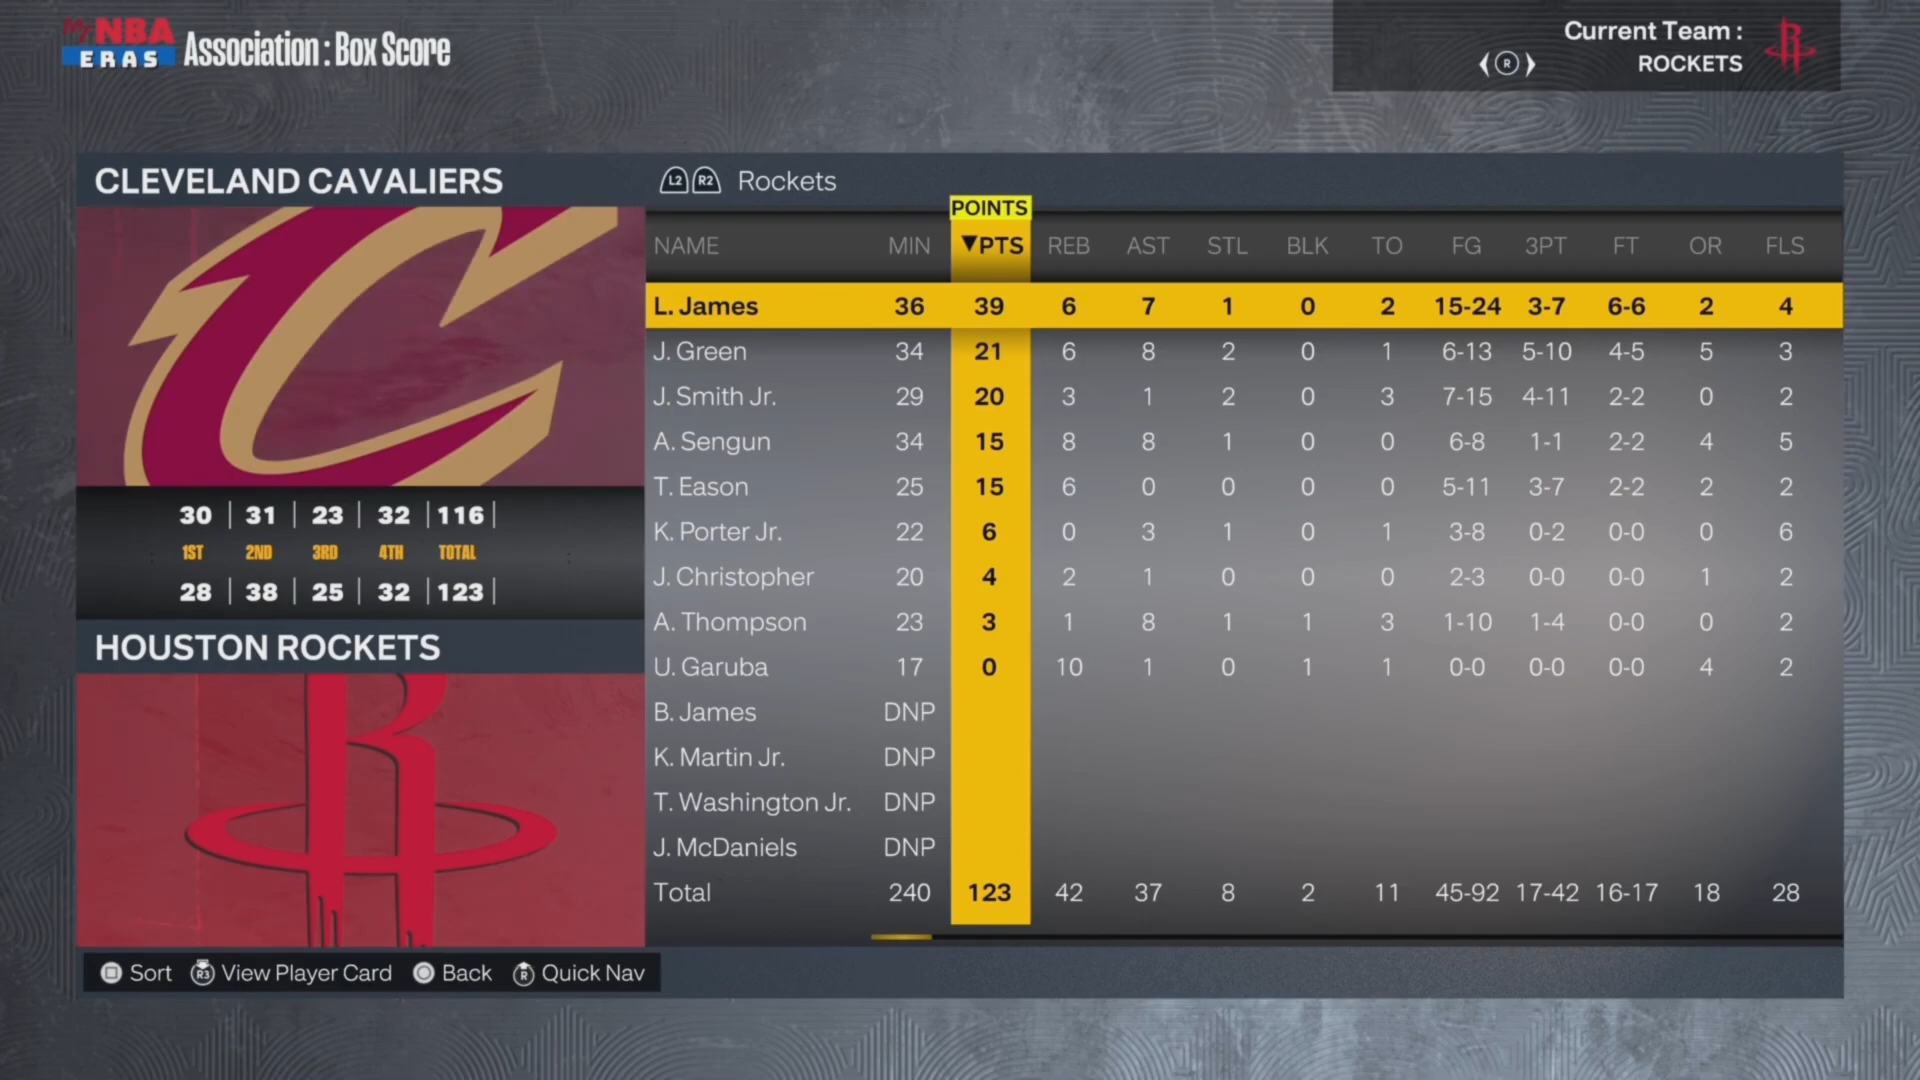 My NBA ERAS Association : Box Score
Current Team :
R ROCKETS
CLEVELAND CAVALIERS
30 31 23 32 116
1ST 2ND 3RD 4TH TOTAL
28 38 25 32 123
HOUSTON ROCKETS
L2 R2 Rockets
POINTS
NAME MIN ▼PTS REB AST STL BLK TO FG 3PT FT OR FLS
L. James 36 39 6 7 1 0 2 15-24 3-7 6-6 2 4
J. Green 34 21 6 8 2 0 1 6-13 5-10 4-5 5 3
J. Smith Jr. 29 20 3 1 2 0 3 7-15 4-11 2-2 0 2
A. Sengun 34 15 8 8 1 0 0 6-8 1-1 2-2 4 5
T. Eason 25 15 6 0 0 0 0 5-11 3-7 2-2 2 2
K. Porter Jr. 22 6 0 3 1 0 1 3-8 0-2 0-0 0 6
J. Christopher 20 4 2 1 0 0 0 2-3 0-0 0-0 1 2
A. Thompson 23 3 1 8 1 1 3 1-10 1-4 0-0 0 2
U. Garuba 17 0 10 1 0 1 1 0-0 0-0 0-0 4 2
B. James DNP
K. Martin Jr. DNP
T. Washington Jr. DNP
J. McDaniels DNP
Total 240 123 42 37 8 2 11 45-92 17-42 16-17 18 28
Sort R3 View Player Card Back R Quick Nav